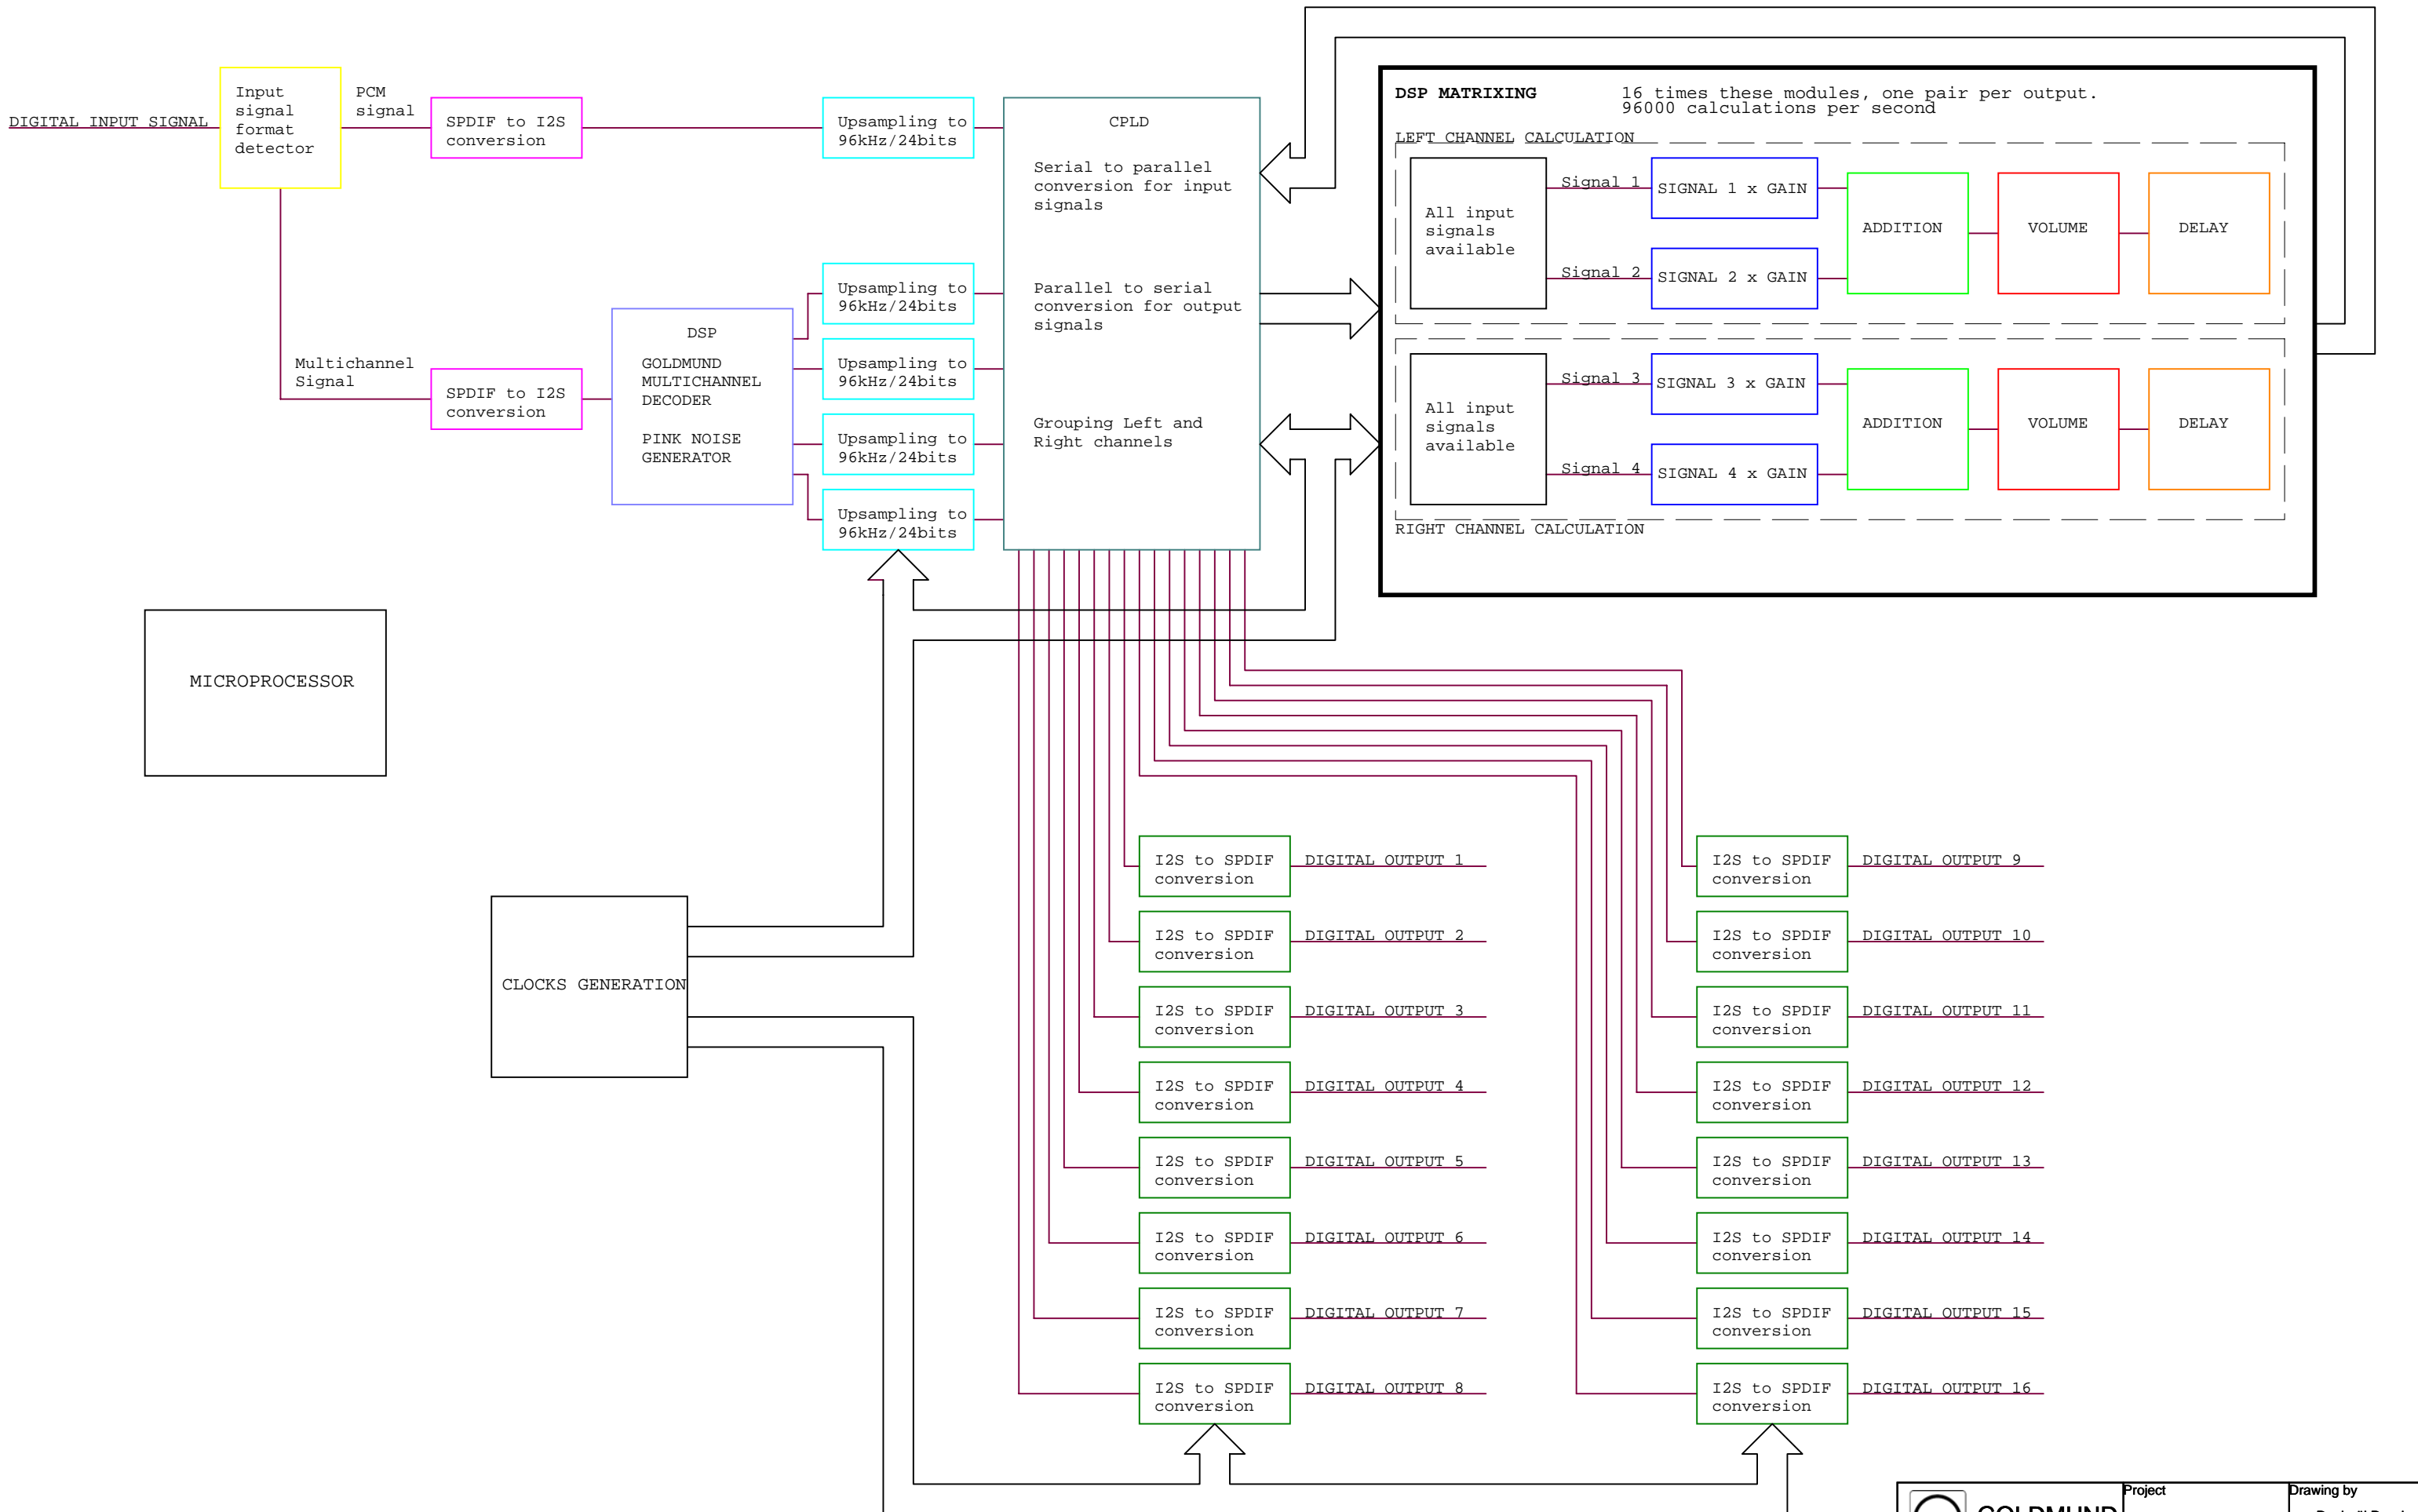 DIGITAL INPUT SIGNAL
Input
signal
format
detector
PCM
signal
SPDIF to I2S
conversion
Upsampling to
96kHz/24bits
Multichannel
Signal
SPDIF to I2S
conversion
DSP
GOLDMUND
MULTICHANNEL
DECODER
PINK NOISE
GENERATOR
Upsampling to
96kHz/24bits
Upsampling to
96kHz/24bits
Upsampling to
96kHz/24bits
Upsampling to
96kHz/24bits
CPLD
Serial to parallel
conversion for input
signals
Parallel to serial
conversion for output
signals
Grouping Left and
Right channels
DSP MATRIXING
16 times these modules, one pair per output.
96000 calculations per second
LEFT CHANNEL CALCULATION
All input
signals
available
Signal 1
SIGNAL 1 x GAIN
Signal 2
SIGNAL 2 x GAIN
ADDITION
VOLUME
DELAY
All input
signals
available
Signal 3
SIGNAL 3 x GAIN
Signal 4
SIGNAL 4 x GAIN
ADDITION
VOLUME
DELAY
RIGHT CHANNEL CALCULATION
MICROPROCESSOR
CLOCKS GENERATION
I2S to SPDIF
conversion
DIGITAL OUTPUT 1
I2S to SPDIF
conversion
DIGITAL OUTPUT 2
I2S to SPDIF
conversion
DIGITAL OUTPUT 3
I2S to SPDIF
conversion
DIGITAL OUTPUT 4
I2S to SPDIF
conversion
DIGITAL OUTPUT 5
I2S to SPDIF
conversion
DIGITAL OUTPUT 6
I2S to SPDIF
conversion
DIGITAL OUTPUT 7
I2S to SPDIF
conversion
DIGITAL OUTPUT 8
I2S to SPDIF
conversion
DIGITAL OUTPUT 9
I2S to SPDIF
conversion
DIGITAL OUTPUT 10
I2S to SPDIF
conversion
DIGITAL OUTPUT 11
I2S to SPDIF
conversion
DIGITAL OUTPUT 12
I2S to SPDIF
conversion
DIGITAL OUTPUT 13
I2S to SPDIF
conversion
DIGITAL OUTPUT 14
I2S to SPDIF
conversion
DIGITAL OUTPUT 15
I2S to SPDIF
conversion
DIGITAL OUTPUT 16
GOLDMUND
Project
Drawing by